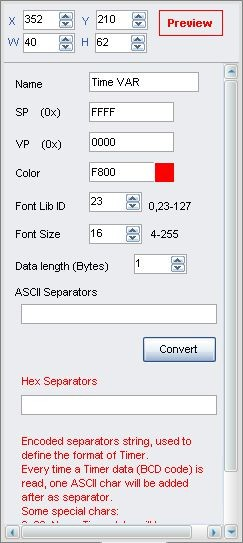 X 352 Y 210 Preview
W 40 H 62
Name Time VAR
SP (0x) FFFF
VP (0x) 0000
Color F800
Font Lib ID 23 0,23-127
Font Size 16 4-255
Data length (Bytes) 1
ASCII Separators
Convert
Hex Separators
Encoded separators string, used to
define the format of Timer.
Every time a Timer data (BCD code) is
read, one ASCII char will be added
after as separator.
Some special chars: